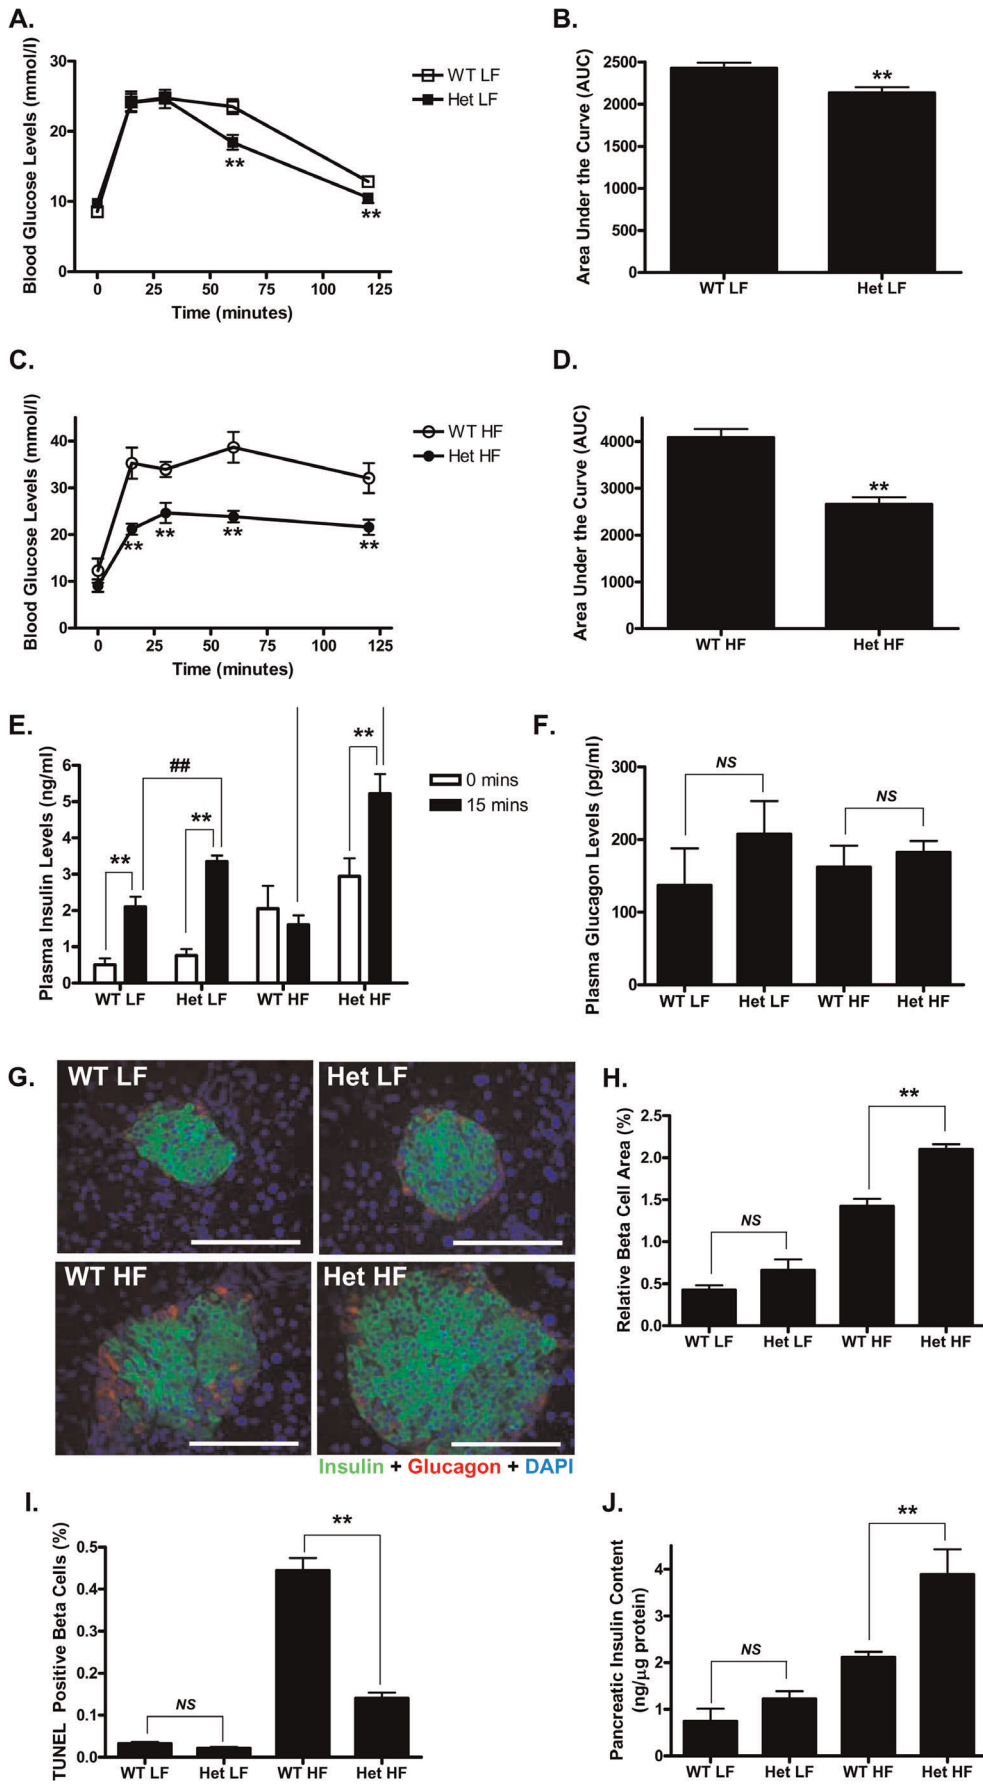 A.
Blood Glucose Levels (mmol/l)
30
20
10
0
0 25 50 75 100 125
Time (minutes)
WT LF
Het LF
**
**
B.
Area Under the Curve (AUC)
2500
2000
1500
1000
500
0
**
WT LF Het LF
C.
Blood Glucose Levels (mmol/l)
40
30
20
10
0
0 25 50 75 100 125
Time (minutes)
WT HF
Het HF
** ** ** **
D.
Area Under the Curve (AUC)
4000
3000
2000
1000
0
**
WT HF Het HF
E.
Plasma Insulin Levels (ng/ml)
6
5
4
3
2
1
0
** ## ** **
0 mins
15 mins
WT LF Het LF WT HF Het HF
F.
Plasma Glucagon Levels (pg/ml)
300
200
100
0
NS NS
WT LF Het LF WT HF Het HF
G.
WT LF Het LF
WT HF Het HF
Insulin + Glucagon + DAPI
H.
Relative Beta Cell Area (%)
2.5
2.0
1.5
1.0
0.5
0.0
NS **
WT LF Het LF WT HF Het HF
I.
TUNEL Positive Beta Cells (%)
0.5
0.4
0.3
0.2
0.1
0.0
NS **
WT LF Het LF WT HF Het HF
J.
Pancreatic Insulin Content
(ng/µg protein)
4
3
2
1
0
NS **
WT LF Het LF WT HF Het HF